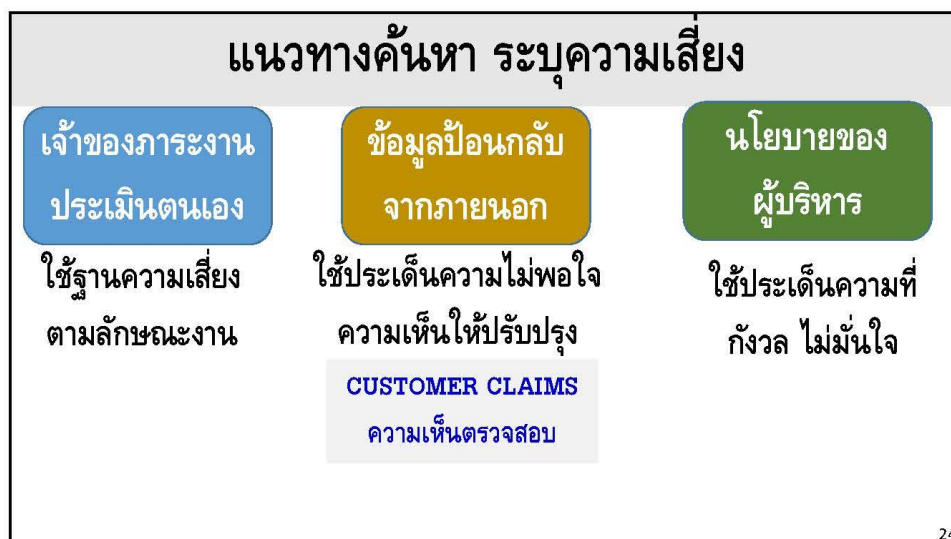 แนวทางค้นหา ระบุความเสี่ยง
เจ้าของภาระงาน
ประเมินตนเอง
ใช้ฐานความเสี่ยง
ตามลักษณะงาน
ข้อมูลป้อนกลับ
จากภายนอก
ใช้ประเด็นความไม่พอใจ
ความเห็นให้ปรับปรุง
CUSTOMER CLAIMS
ความเห็นตรวจสอบ
นโยบายของ
ผู้บริหาร
ใช้ประเด็นความที่
กังวล ไม่มั่นใจ